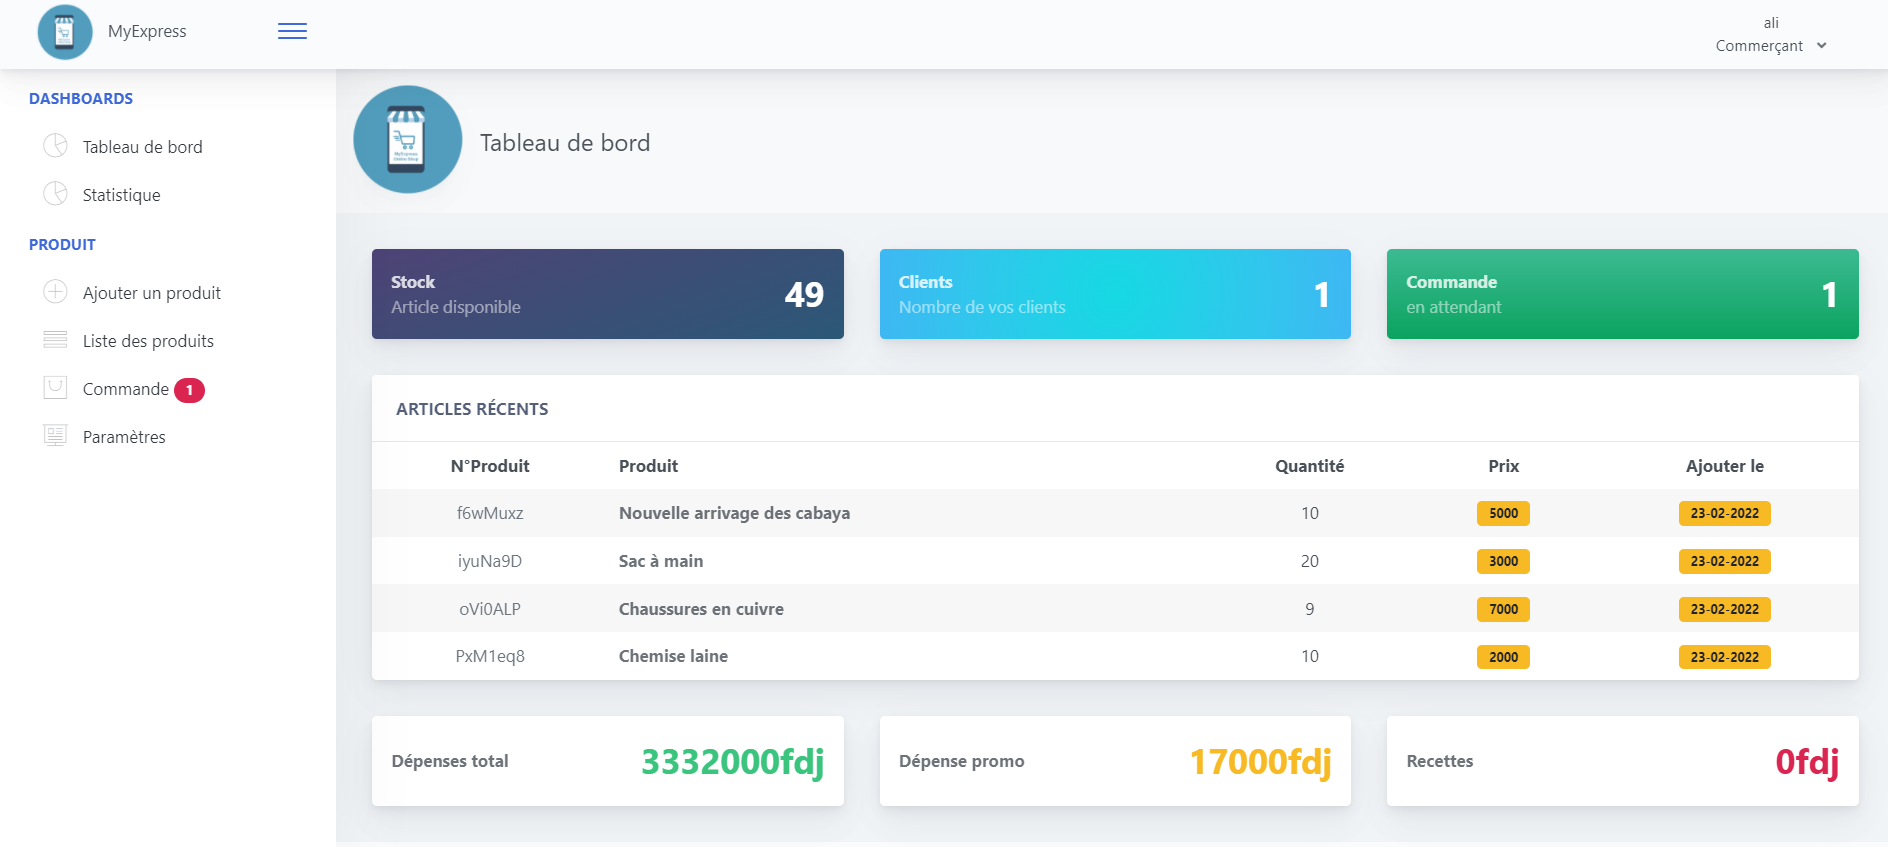 MyExpress
ali
Commerçant
DASHBOARDS
Tableau de bord
Statistique
PRODUIT
Ajouter un produit
Liste des produits
Commande 1
Paramètres
MyExpress
Online Shop
Tableau de bord
Stock
Article disponible
49
Clients
Nombre de vos clients
1
Commande
en attendant
1
ARTICLES RÉCENTS
N°Produit Produit Quantité Prix Ajouter le
f6wMuxz Nouvelle arrivage des cabaya 10 5000 23-02-2022
iyuNa9D Sac à main 20 3000 23-02-2022
oVi0ALP Chaussures en cuivre 9 7000 23-02-2022
PxM1eq8 Chemise laine 10 2000 23-02-2022
Dépenses total 3332000fdj
Dépense promo 17000fdj
Recettes 0fdj